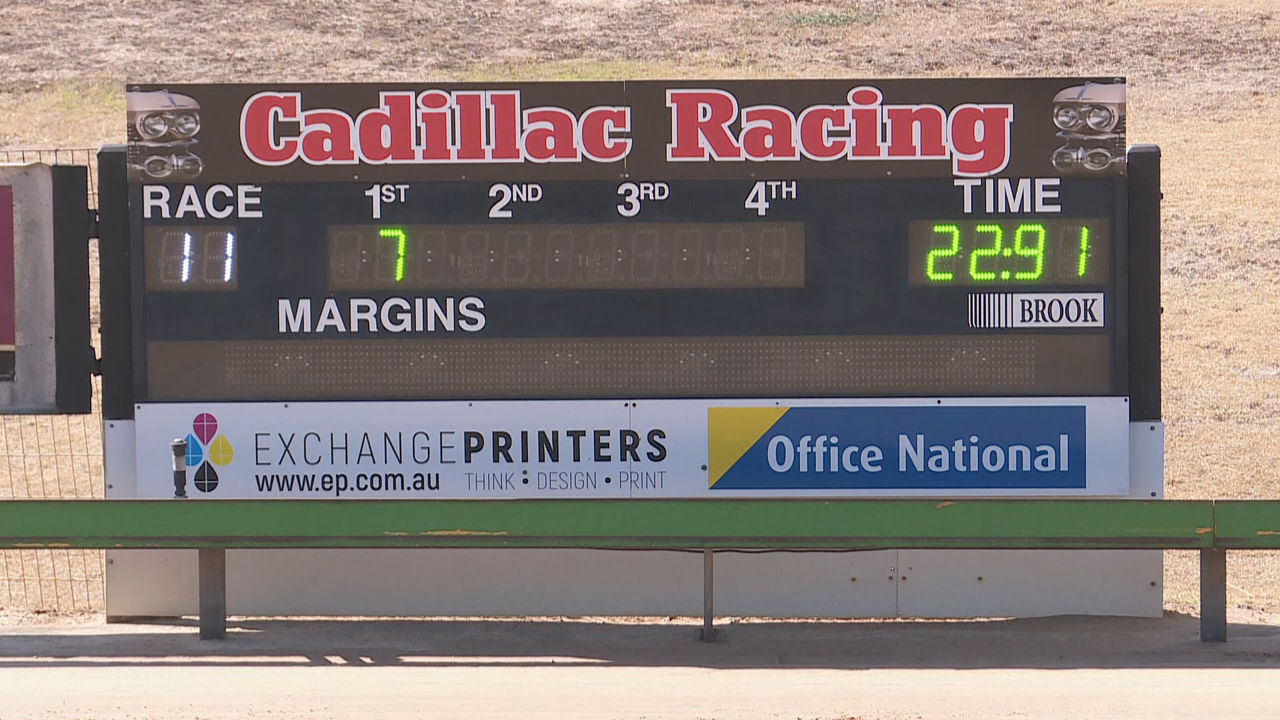 Cadillac Racing
RACE 1ST 2ND 3RD 4TH TIME
11 7 22:91
MARGINS BROOK
EXCHANGEPRINTERS Office National
www.ep.com.au THINK : DESIGN • PRINT